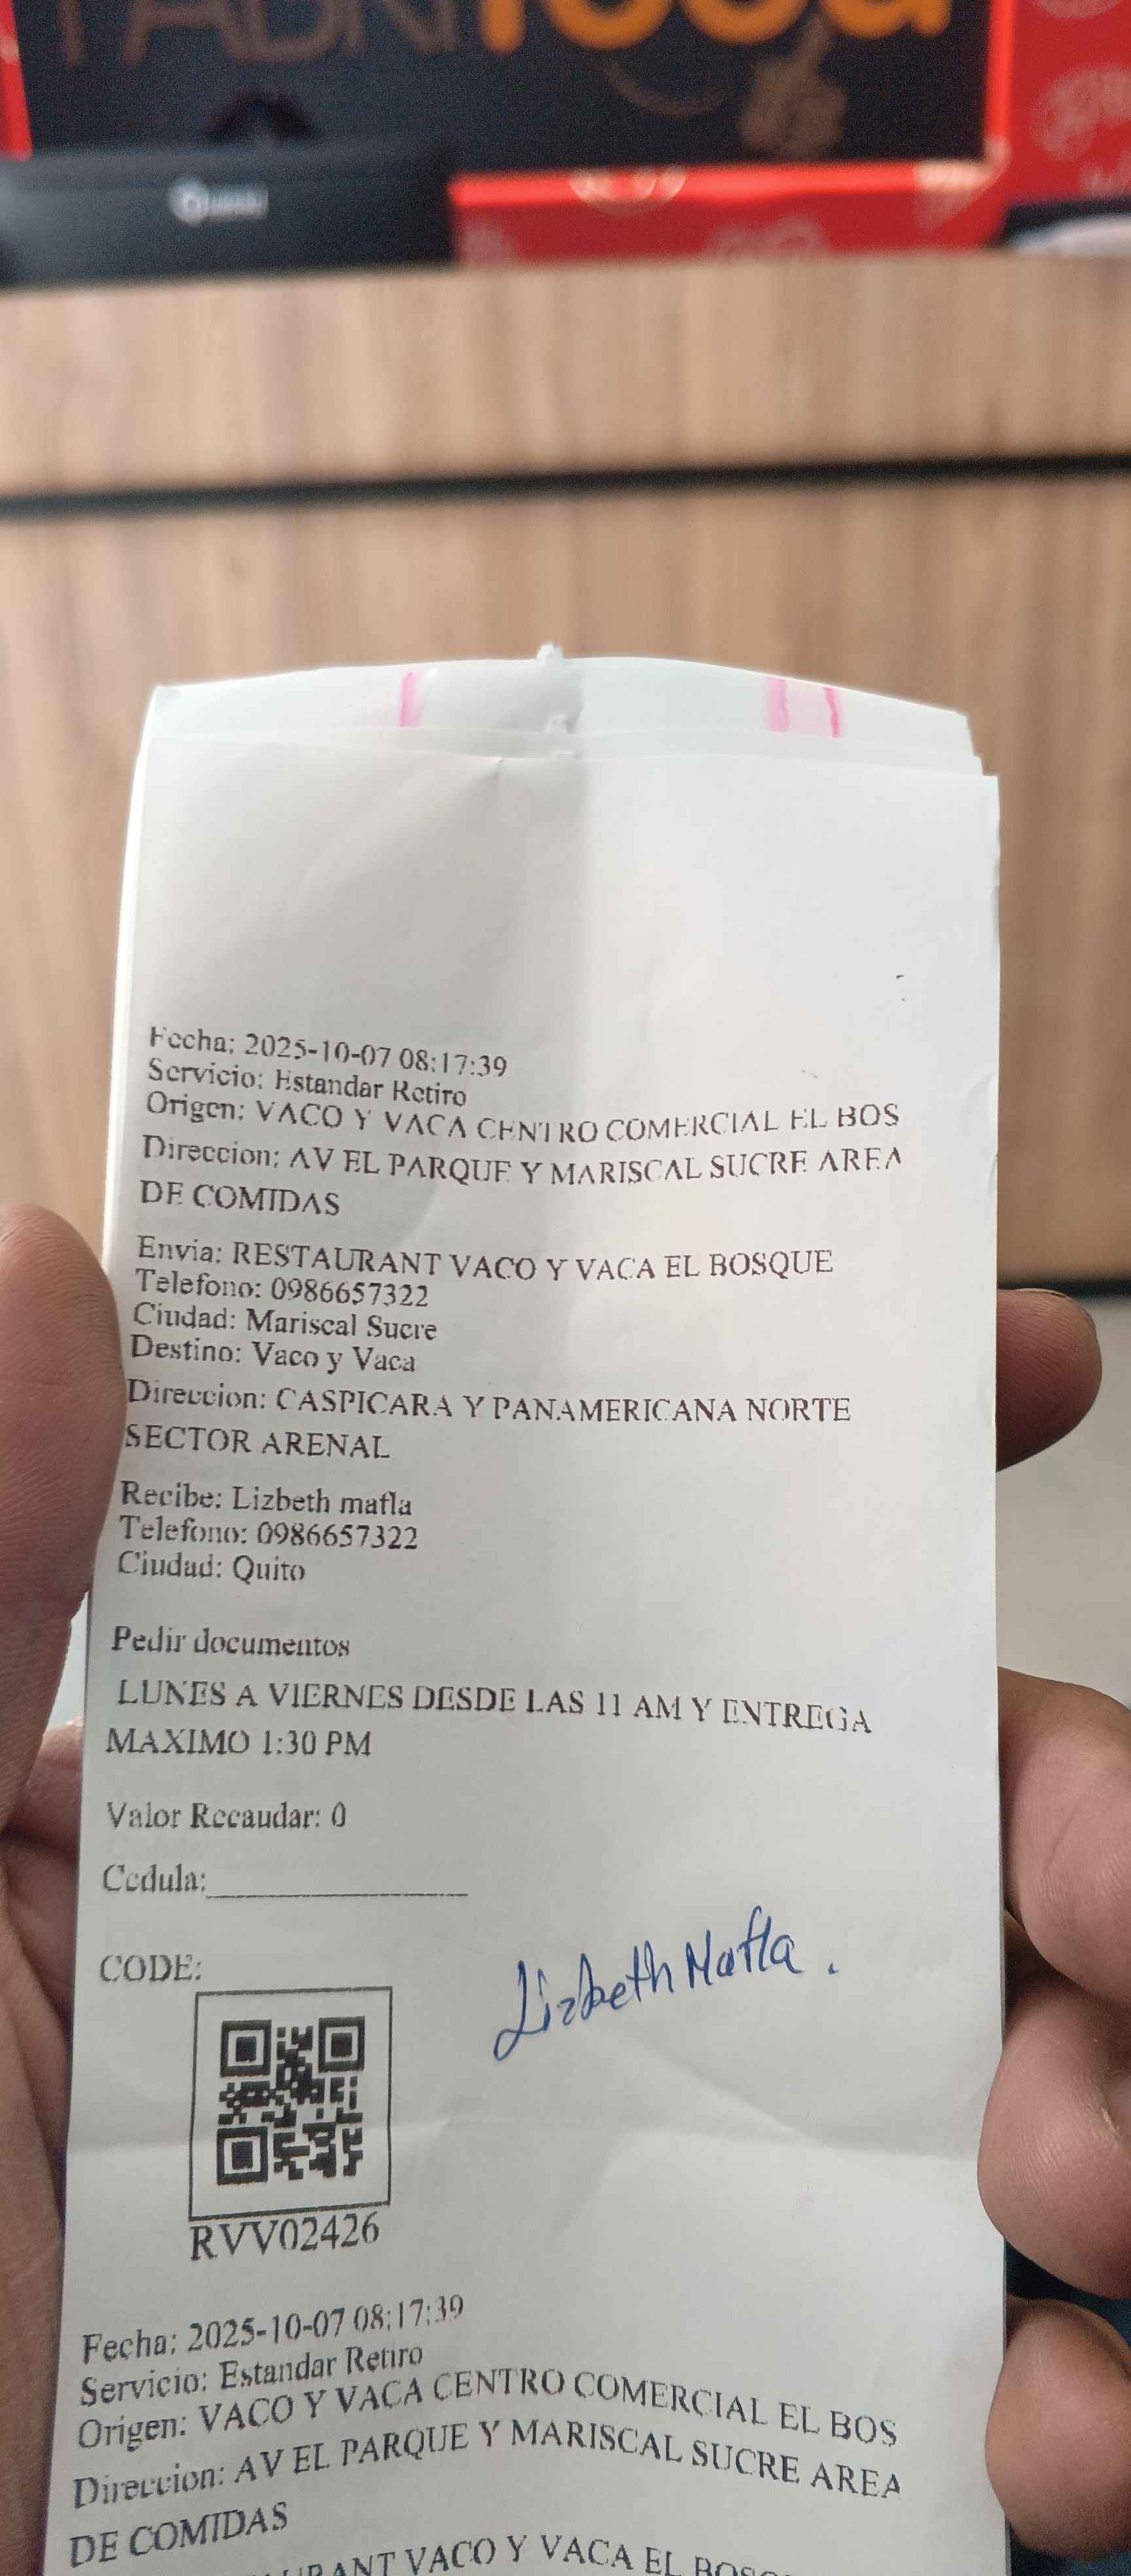 food
Fecha: 2025-10-07 08:17:39
Servicio: Estandar Retiro
Origen: VACO Y VACA CENTRO COMERCIAL EL BOS
Direccion: AV EL PARQUE Y MARISCAL SUCRE AREA
DE COMIDAS
Envia: RESTAURANT VACO Y VACA EL BOSQUE
Telefono: 0986657322
Ciudad: Mariscal Sucre
Destino: Vaco y Vaca
Direccion: CASPICARA Y PANAMERICANA NORTE
SECTOR ARENAL
Recibe: Lizbeth mafla
Telefono: 0986657322
Ciudad: Quito
Pedir documentos
LUNES A VIERNES DESDE LAS 11 AM Y ENTREGA
MAXIMO 1:30 PM
Valor Recaudar: 0
Cedula:
Lizbeth Mafla.
CODE:
RVV02426
Fecha: 2025-10-07 08:17:39
Servicio: Estandar Retiro
Origen: VACO Y VACA CENTRO COMERCIAL EL BOS
Direccion: AV EL PARQUE Y MARISCAL SUCRE AREA
DE COMIDAS
VACO Y VACA EL